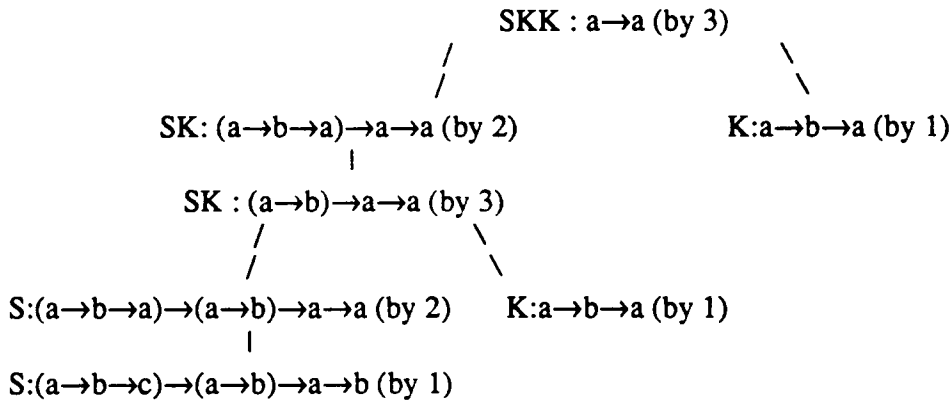 SKK : a→a (by 3)
SK: (a→b→a)→a→a (by 2) K:a→b→a (by 1)
SK : (a→b)→a→a (by 3)
S:(a→b→a)→(a→b)→a→a (by 2) K:a→b→a (by 1)
S:(a→b→c)→(a→b)→a→b (by 1)